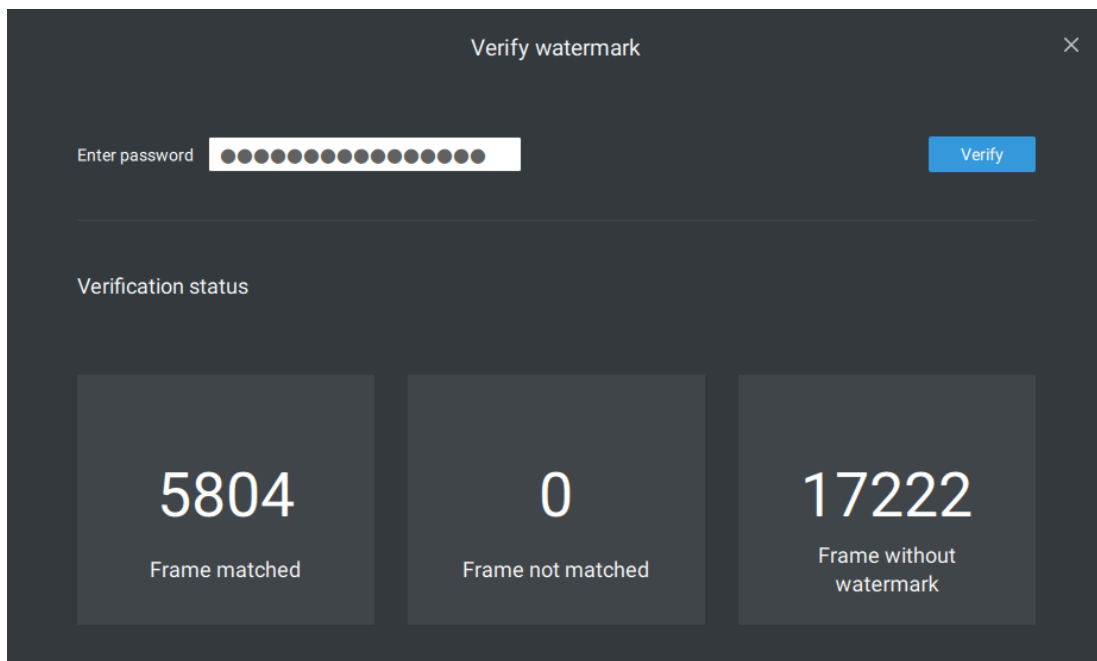 Verify watermark
Enter password
Verify
Verification status
5804
Frame matched
0
Frame not matched
17222
Frame without
watermark